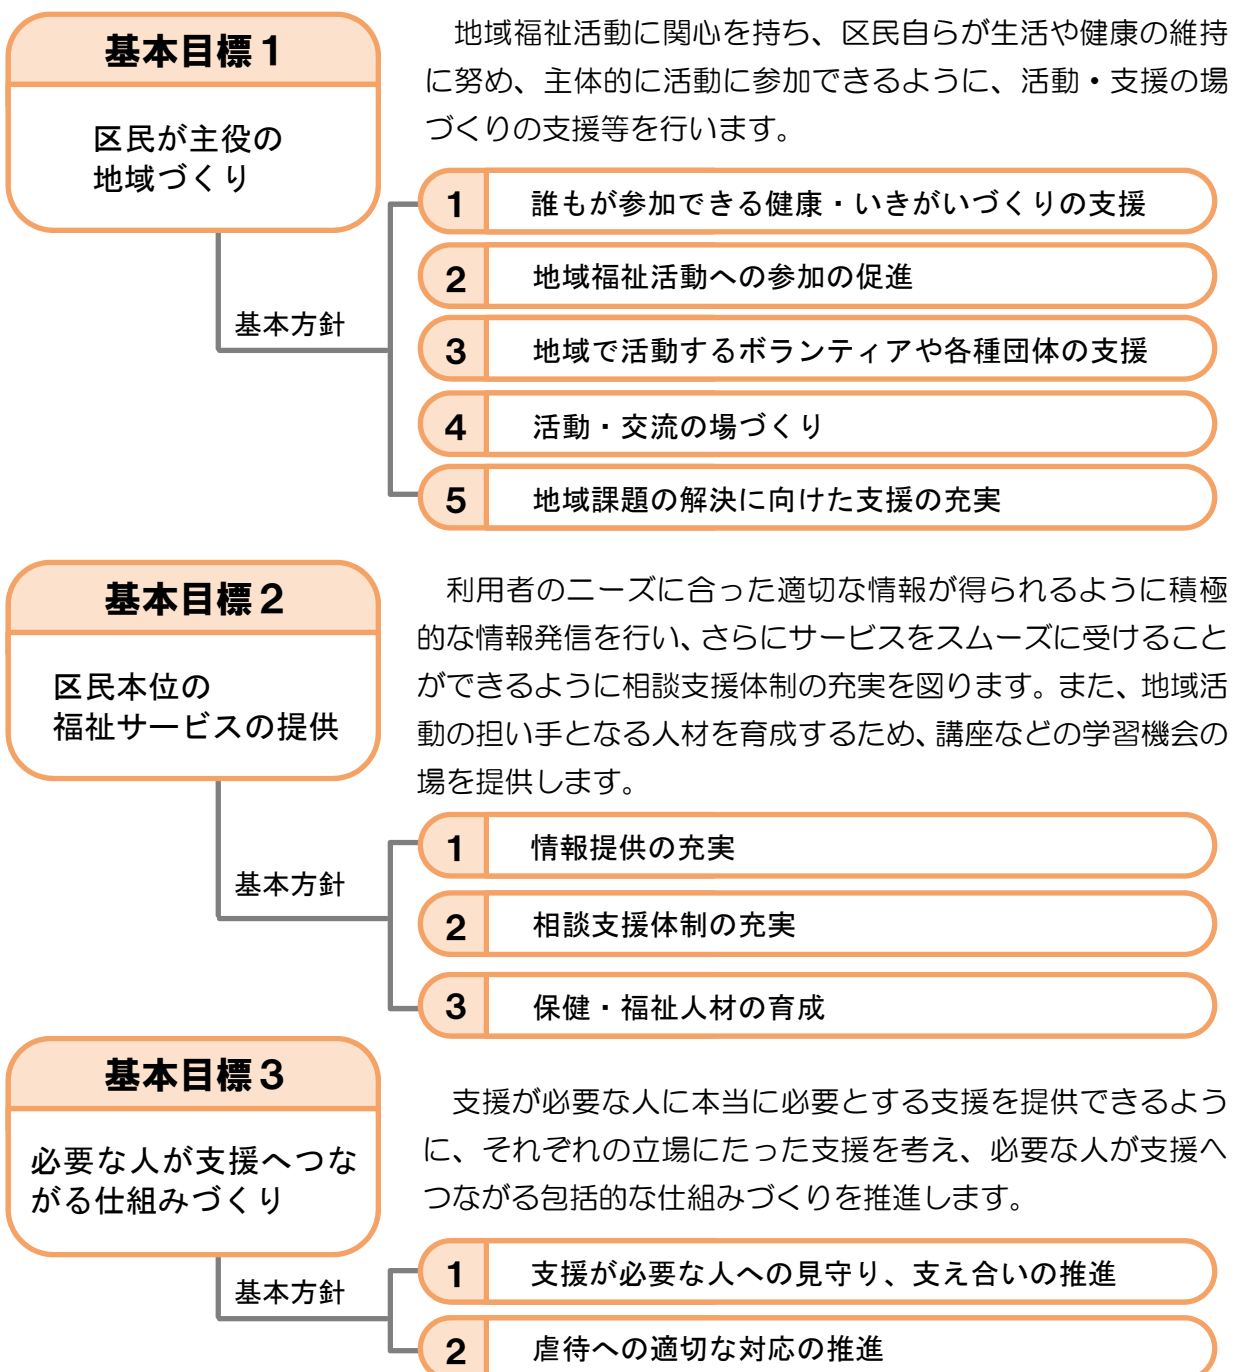 基本目標1
区民が主役の
地域づくり
地域福祉活動に関心を持ち、区民自らが生活や健康の維持
に努め、主体的に活動に参加できるように、活動・支援の場
づくりの支援等を行います。
基本方針
1 誰もが参加できる健康・いきがいづくりの支援
2 地域福祉活動への参加の促進
3 地域で活動するボランティアや各種団体の支援
4 活動・交流の場づくり
5 地域課題の解決に向けた支援の充実
基本目標2
区民本位の
福祉サービスの提供
利用者のニーズに合った適切な情報が得られるように積極
的な情報発信を行い、さらにサービスをスムーズに受けること
ができるように相談支援体制の充実を図ります。また、地域活
動の担い手となる人材を育成するため、講座などの学習機会の
場を提供します。
基本方針
1 情報提供の充実
2 相談支援体制の充実
3 保健・福祉人材の育成
基本目標3
必要な人が支援へつな
がる仕組みづくり
支援が必要な人に本当に必要とする支援を提供できるよう
に、それぞれの立場にたった支援を考え、必要な人が支援へ
つながる包括的な仕組みづくりを推進します。
基本方針
1 支援が必要な人への見守り、支え合いの推進
2 虐待への適切な対応の推進